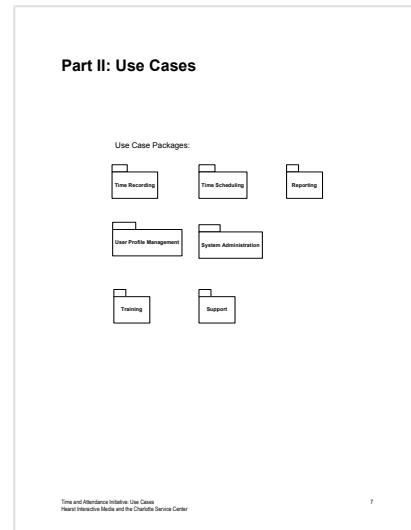 Part II: Use Cases
Use Case Packages:
Time Recording
Time Scheduling
Reporting
User Profile Management
System Administration
Training
Support
Time and Attendance Initiative: Use Cases
7
Hearst Interactive Media and the Charlotte Service Center